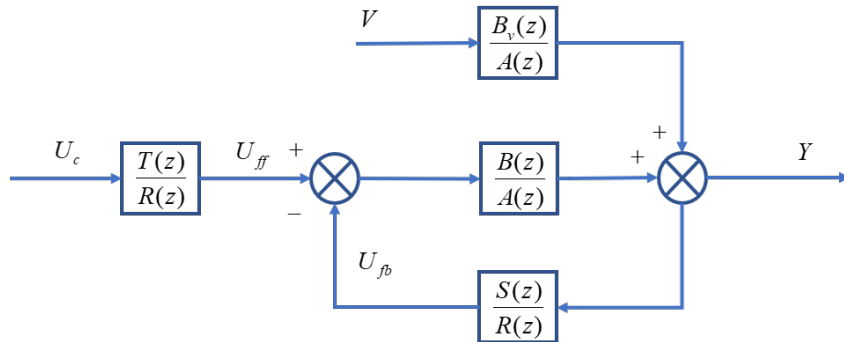 V
B_v(z)
A(z)
+
U_c
T(z)
R(z)
U_ff
+
−
B(z)
A(z)
+
Y
U_fb
S(z)
R(z)